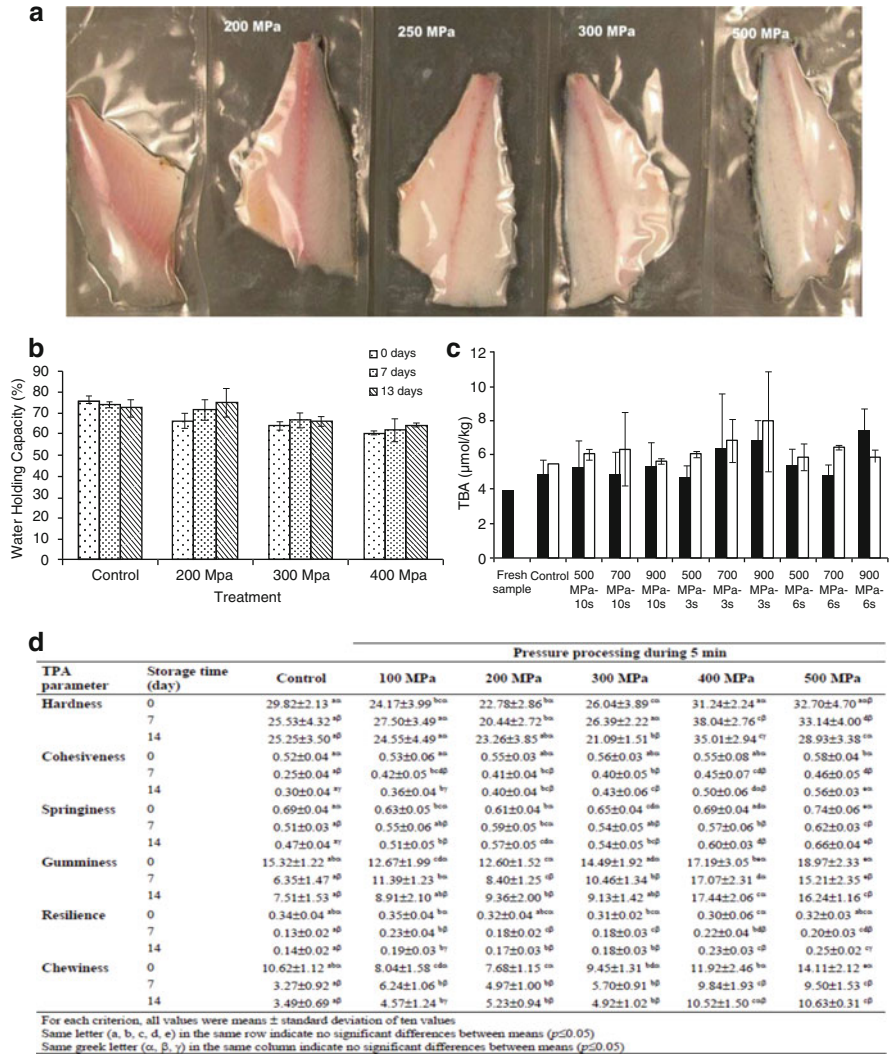 a
200 MPa 250 MPa 300 MPa 500 MPa
b
90
80
70
60
50
40
30
20
10
0
Water Holding Capacity (%)
0 days
7 days
13 days
Control 200 Mpa 300 Mpa 400 Mpa
Treatment
c
12
10
8
6
4
2
0
TBA (µmol/kg)
Fresh sample Control 500 MPa-10s 700 MPa-10s 900 MPa-10s 500 MPa-3s 700 MPa-3s 900 MPa-3s 500 MPa-6s 700 MPa-6s 900 MPa-6s
d
Pressure processing during 5 min
TPA parameter Storage time (day) Control 100 MPa 200 MPa 300 MPa 400 MPa 500 MPa
Hardness 0 29.82±2.13 24.17±3.99 22.78±2.86 26.04±3.89 31.24±2.24 32.70±4.70
7 25.53±4.32 27.50±3.49 20.44±2.72 26.39±2.22 38.04±2.76 33.14±4.00
14 25.25±3.50 24.55±4.49 23.26±3.85 21.09±1.51 35.01±2.94 28.93±3.38
Cohesiveness 0 0.52±0.04 0.53±0.06 0.55±0.03 0.56±0.03 0.55±0.08 0.58±0.04
7 0.25±0.04 0.42±0.05 0.41±0.04 0.40±0.05 0.45±0.07 0.46±0.05
14 0.30±0.04 0.36±0.04 0.40±0.04 0.43±0.06 0.50±0.06 0.56±0.03
Springiness 0 0.69±0.04 0.63±0.05 0.61±0.04 0.65±0.04 0.69±0.04 0.74±0.06
7 0.51±0.03 0.55±0.06 0.59±0.05 0.54±0.05 0.57±0.06 0.62±0.03
14 0.47±0.04 0.51±0.05 0.57±0.05 0.54±0.05 0.60±0.03 0.66±0.04
Gumminess 0 15.32±1.22 12.67±1.99 12.60±1.52 14.49±1.92 17.19±3.05 18.97±2.33
7 6.35±1.47 11.39±1.23 8.40±1.25 10.46±1.34 17.07±2.31 15.21±2.35
14 7.51±1.53 8.91±2.10 9.36±2.00 9.13±1.42 17.44±2.06 16.24±1.16
Resilience 0 0.34±0.04 0.35±0.04 0.32±0.04 0.31±0.02 0.30±0.06 0.32±0.03
7 0.13±0.02 0.23±0.04 0.18±0.02 0.18±0.03 0.22±0.04 0.20±0.03
14 0.14±0.02 0.19±0.03 0.17±0.03 0.18±0.03 0.23±0.03 0.25±0.02
Chewiness 0 10.62±1.12 8.04±1.58 7.68±1.15 9.45±1.31 11.92±2.46 14.11±2.12
7 3.27±0.92 6.24±1.06 4.97±1.00 5.70±0.91 9.84±1.93 9.50±1.53
14 3.49±0.69 4.57±1.24 5.23±0.94 4.92±1.02 10.52±1.50 10.63±0.31
For each criterion, all values were means ± standard deviation of ten values
Same letter (a, b, c, d, e) in the same row indicate no significant differences between means (p≤0.05)
Same greek letter (α, β, γ) in the same column indicate no significant differences between means (p≤0.05)